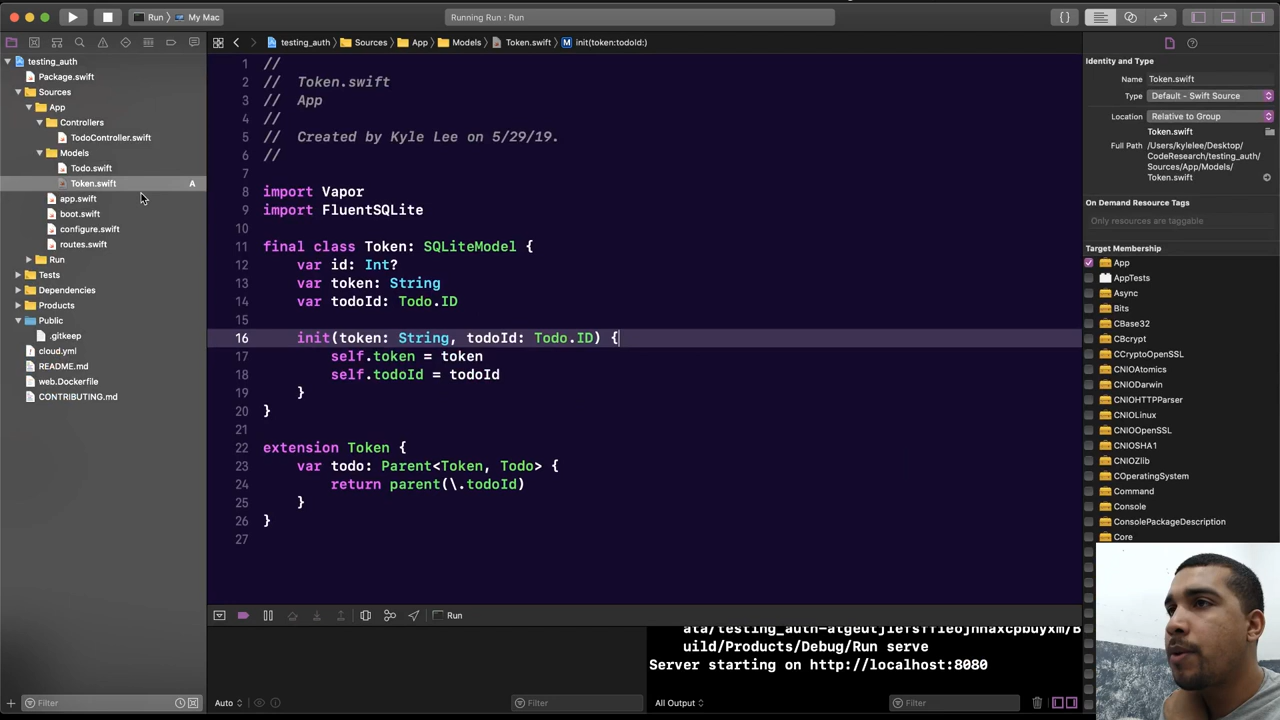 Run
My Mac
Running Run : Run
testing_auth
Package.swift
Sources
App
Controllers
TodoController.swift
Models
Todo.swift
Token.swift
A
app.swift
boot.swift
configure.swift
routes.swift
Run
Tests
Dependencies
Products
Public
.gitkeep
cloud.yml
README.md
web.Dockerfile
CONTRIBUTING.md
Filter
testing_auth Sources App Models Token.swift M init(token:todoId:)
1 //
2 // Token.swift
3 // App
4 //
5 // Created by Kyle Lee on 5/29/19.
6 //
7
8 import Vapor
9 import FluentSQLite
10
11 final class Token: SQLiteModel {
12 var id: Int?
13 var token: String
14 var todoId: Todo.ID
15
16 init(token: String, todoId: Todo.ID) {
17 self.token = token
18 self.todoId = todoId
19 }
20 }
21
22 extension Token {
23 var todo: Parent<Token, Todo> {
24 return parent(\.todoId)
25 }
26 }
27
Run
Auto
Filter
uild/Products/Debug/Run serve
Server starting on http://localhost:8080
All Output
Filter
Identity and Type
Name Token.swift
Type Default - Swift Source
Location Relative to Group
Token.swift
Full Path /Users/kylelee/Desktop/
CodeResearch/testing_auth/
Sources/App/Models/
Token.swift
On Demand Resource Tags
Only resources are taggable
Target Membership
App
AppTests
Async
Bits
CBase32
CBcrypt
CCryptoOpenSSL
CNIOAtomics
CNIODarwin
CNIOHTTPParser
CNIOLinux
CNIOOpenSSL
CNIOSHA1
CNIOZlib
COperatingSystem
Command
Console
ConsolePackageDescription
Core